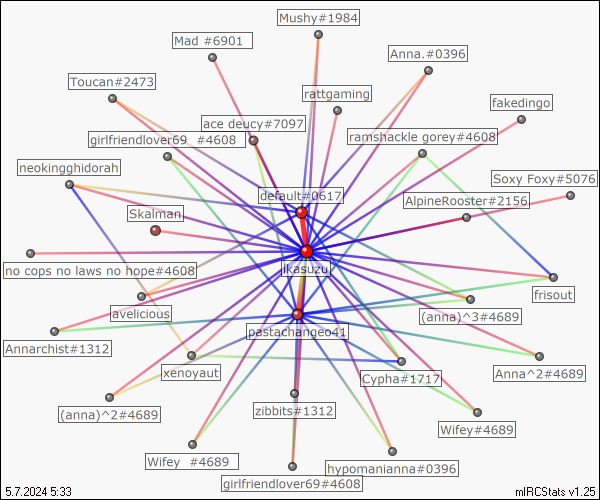 Mushy#1984
Mad #6901
Anna.#0396
Toucan#2473
rattgaming
fakedingo
ace deucy#7097
girlfriendlover69_ #4608
ramshackle gorey#4608
neokingghidorah
Soxy Foxy#5076
default#0617
AlpineRooster#2156
Skalman
ikasuzu
no cops no laws no hope#4608
frisout
avelicious
(anna)^3#4689
pastachangeo41
Annarchist#1312
xenoyaut
Cypha#1717
Anna^2#4689
(anna)^2#4689
zibbits#1312
Wifey#4689
Wifey_ #4689
hypomanianna#0396
girlfriendlover69#4608
5.7.2024 5:33
mIRCStats v1.25